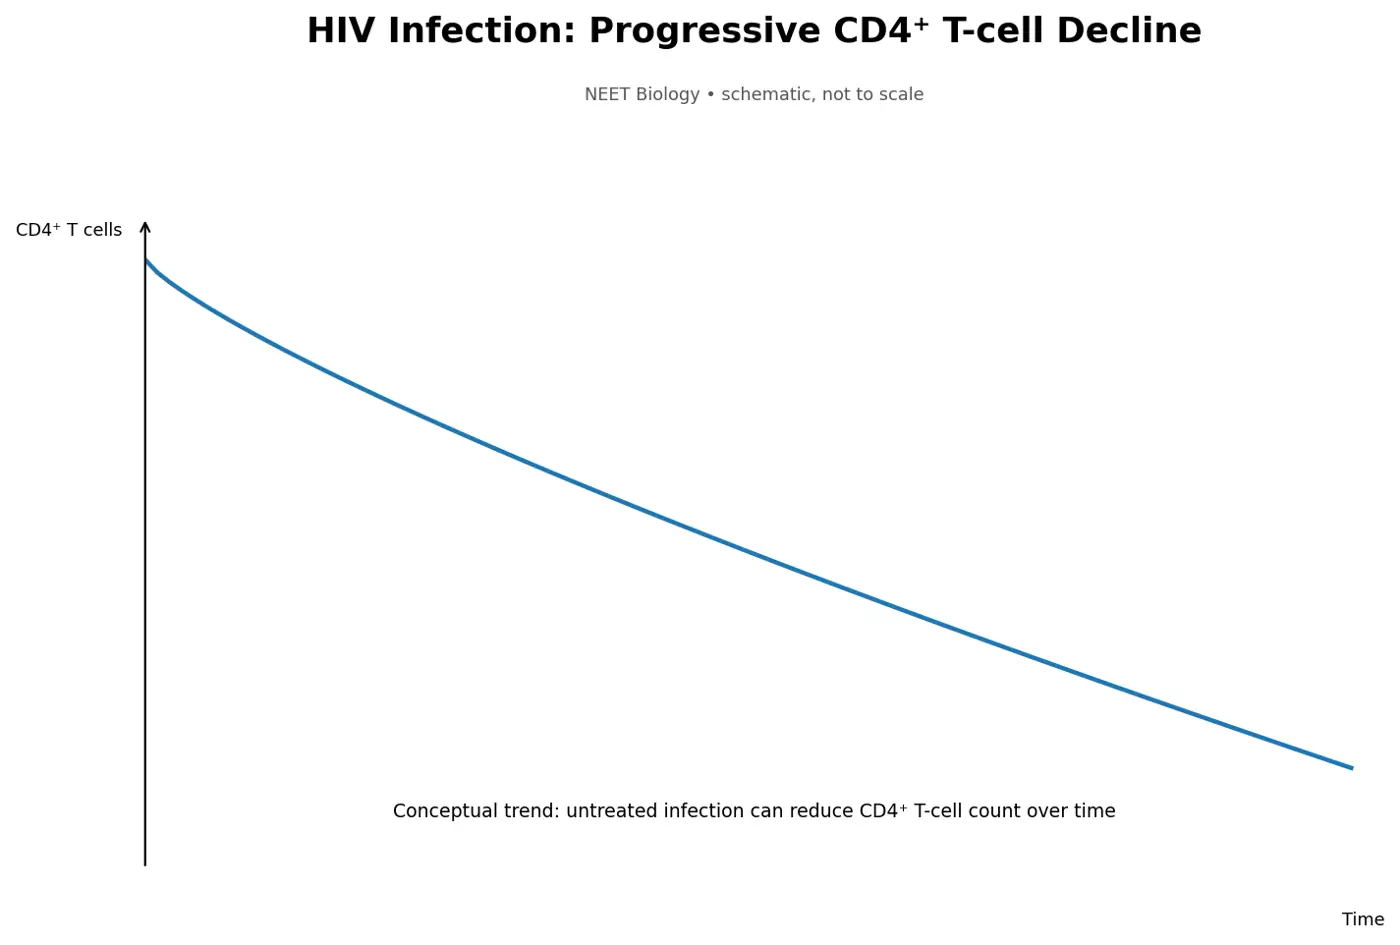 HIV Infection: Progressive CD4⁺ T-cell Decline
NEET Biology • schematic, not to scale
CD4⁺ T cells
Conceptual trend: untreated infection can reduce CD4⁺ T-cell count over time
Time